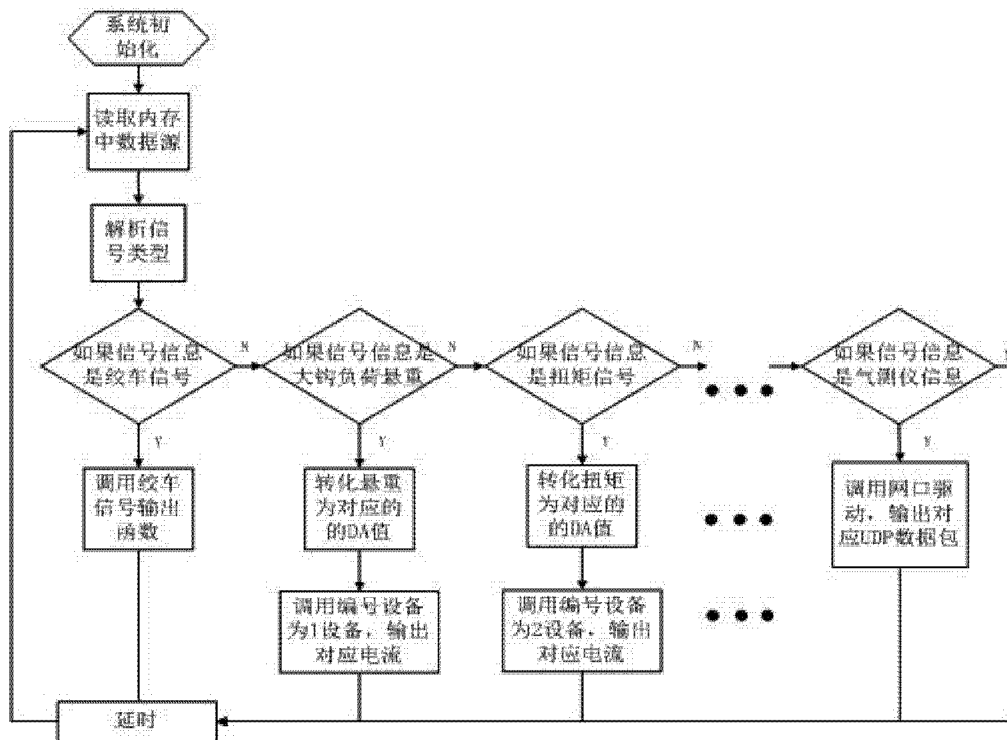 系统初
始化
读取内存
中数据源
解析信
号类型
如果信号信息
是绞车信号
N
如果信号信息是
大钩负荷悬重
N
如果信号信息
是扭矩信号
N
如果信号信息
是气测仪信息
Y
Y
Y
Y
调用绞车
信号输出
函数
转化悬重
为对应的
的DA值
转化扭矩
为对应的
的DA值
调用网口驱
动，输出对
应UDP数据包
调用编号设备
为1设备，输出
对应电流
调用编号设备
为2设备，输出
对应电流
延时